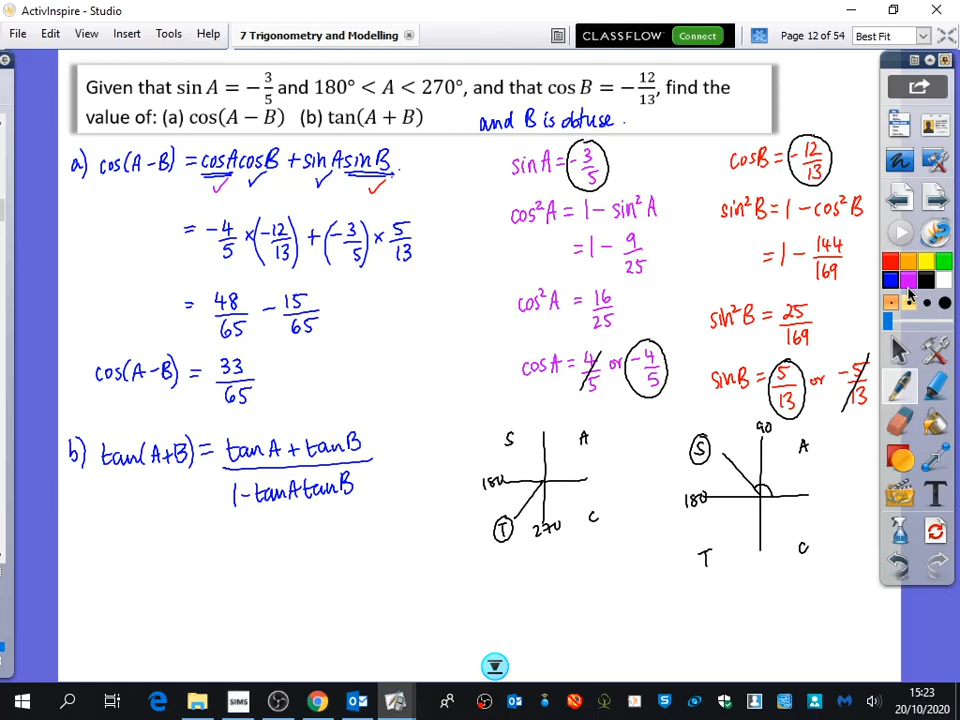 ActivInspire - Studio
File Edit View Insert Tools Help
7 Trigonometry and Modelling
CLASSFLOW Connect
Page 12 of 54
Best Fit
Given that sin A = −3/5 and 180° < A < 270°, and that cos B = −12/13, find the
value of: (a) cos(A − B) (b) tan(A + B)
and B is obtuse.
a) cos(A−B) = cosAcosB + sinAsinB.
= −4/5 × (−12/13) + (−3/5) × 5/13
= 48/65 − 15/65
cos(A−B) = 33/65
b) tan(A+B) = tanA + tanB
1−tanAtanB
sinA = −3/5
cos²A = 1 − sin²A
= 1 − 9/25
cos²A = 16/25
cosA = 4/5 or −4/5
cosB = −12/13
sin²B = 1 − cos²B
= 1 − 144/169
sin²B = 25/169
sinB = 5/13 or −5/13
S A
180
T 270 C
90
S A
180
T C
T
SIMS
15:23
20/10/2020